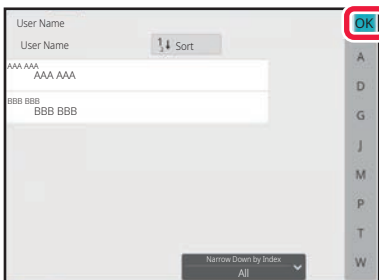 User Name
OK
User Name
Sort
AAA AAA
AAA AAA
BBB BBB
BBB BBB
A
D
G
J
M
P
T
W
Narrow Down by Index
All